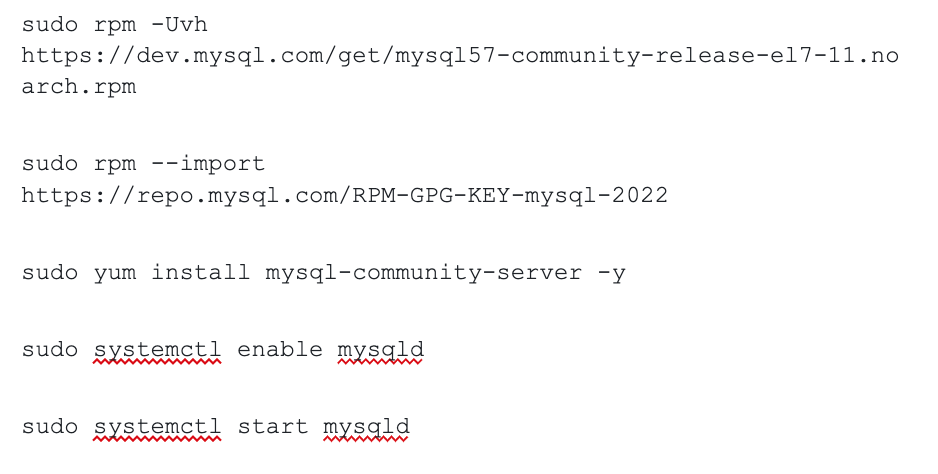 sudo rpm -Uvh
https://dev.mysql.com/get/mysql57-community-release-el7-11.no
arch.rpm
sudo rpm --import
https://repo.mysql.com/RPM-GPG-KEY-mysql-2022
sudo yum install mysql-community-server -y
sudo systemctl enable mysqld
sudo systemctl start mysqld